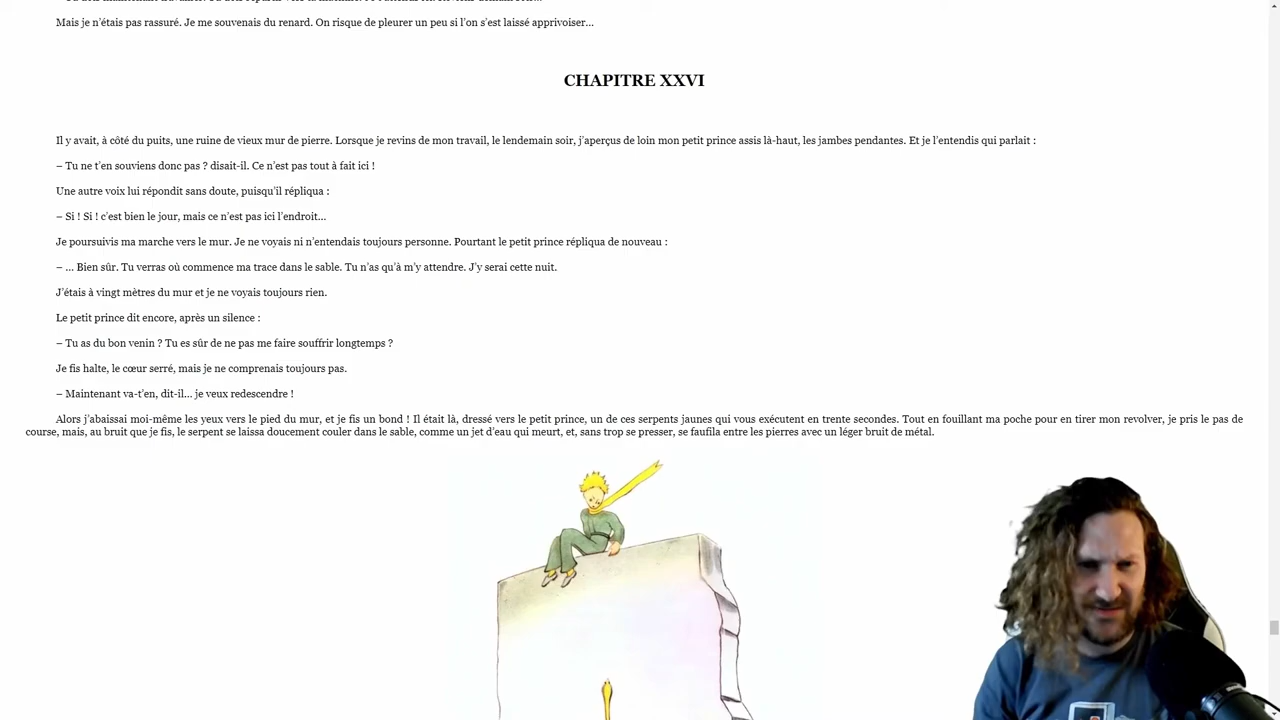 Mais je n'étais pas rassuré. Je me souvenais du renard. On risque de pleurer un peu si l'on s'est laissé apprivoiser…
CHAPITRE XXVI
Il y avait, à côté du puits, une ruine de vieux mur de pierre. Lorsque je revins de mon travail, le lendemain soir, j'aperçus de loin mon petit prince assis là-haut, les jambes pendantes. Et je l'entendis qui parlait :
– Tu ne t'en souviens donc pas ? disait-il. Ce n'est pas tout à fait ici !
Une autre voix lui répondit sans doute, puisqu'il répliqua :
– Si ! Si ! c'est bien le jour, mais ce n'est pas ici l'endroit…
Je poursuivis ma marche vers le mur. Je ne voyais ni n'entendais toujours personne. Pourtant le petit prince répliqua de nouveau :
– … Bien sûr. Tu verras où commence ma trace dans le sable. Tu n'as qu'à m'y attendre. J'y serai cette nuit.
J'étais à vingt mètres du mur et je ne voyais toujours rien.
Le petit prince dit encore, après un silence :
– Tu as du bon venin ? Tu es sûr de ne pas me faire souffrir longtemps ?
Je fis halte, le cœur serré, mais je ne comprenais toujours pas.
– Maintenant va-t'en, dit-il… je veux redescendre !
Alors j'abaissai moi-même les yeux vers le pied du mur, et je fis un bond ! Il était là, dressé vers le petit prince, un de ces serpents jaunes qui vous exécutent en trente secondes. Tout en fouillant ma poche pour en tirer mon revolver, je pris le pas de
course, mais, au bruit que je fis, le serpent se laissa doucement couler dans le sable, comme un jet d'eau qui meurt, et, sans trop se presser, se faufila entre les pierres avec un léger bruit de métal.